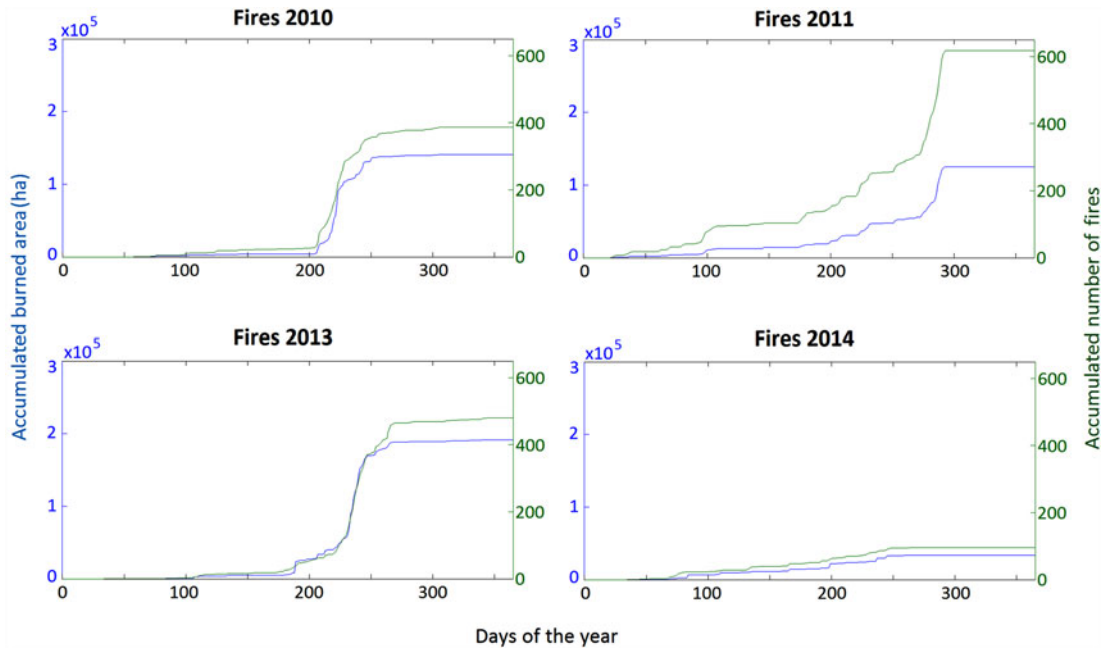 Fires 2010
x10^5
3
2
1
0
600
400
200
0
0 100 200 300
Fires 2011
x10^5
3
2
1
0
600
400
200
0
0 100 200 300
Fires 2013
x10^5
3
2
1
0
600
400
200
0
0 100 200 300
Fires 2014
x10^5
3
2
1
0
600
400
200
0
0 100 200 300
Accumulated burned area (ha)
Accumulated number of fires
Days of the year